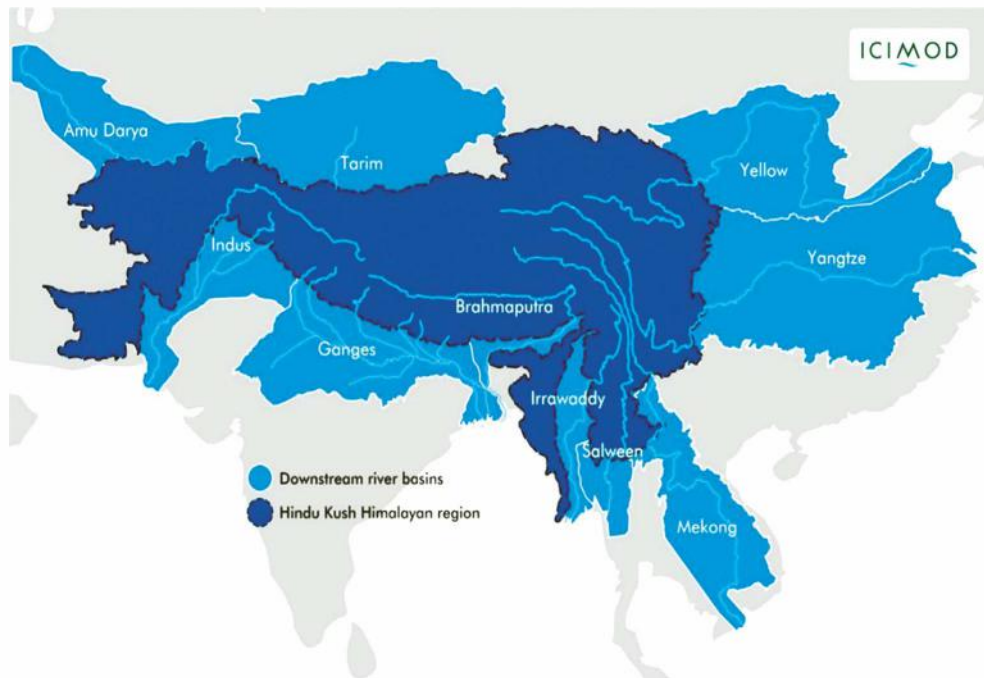 ICIMOD
Amu Darya
Tarim
Yellow
Indus
Yangtze
Brahmaputra
Ganges
Irrawaddy
Salween
Downstream river basins
Hindu Kush Himalayan region
Mekong